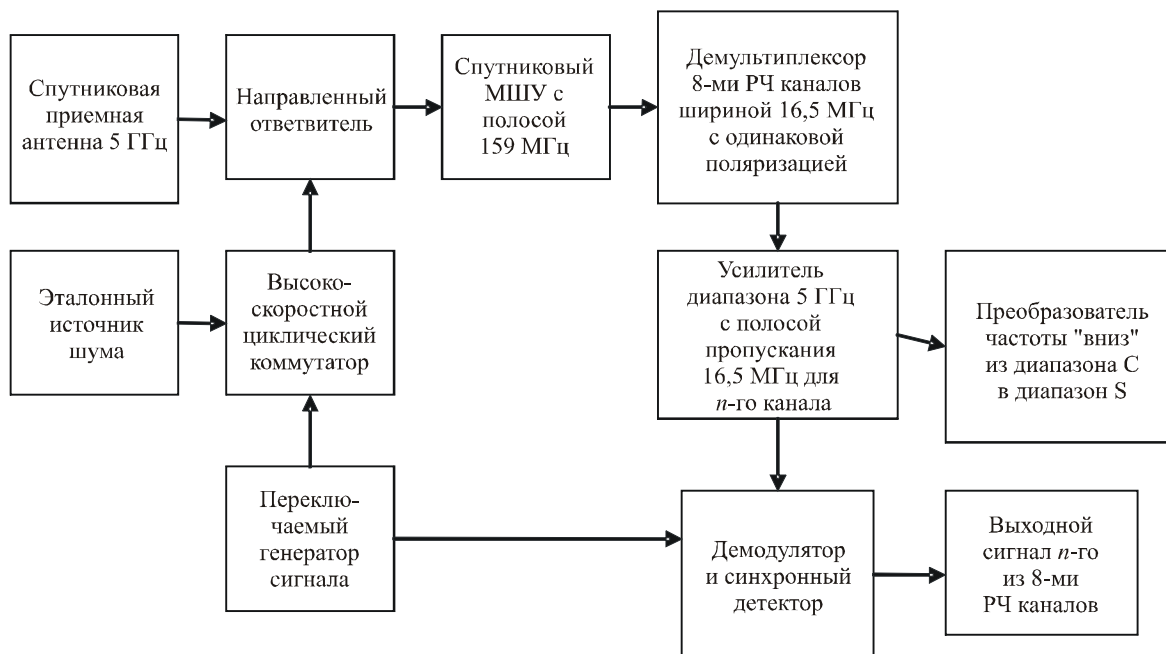 Спутниковая
приемная
антенна 5 ГГц
Направленный
ответвитель
Спутниковый
МШУ с
полосой
159 МГц
Демультиплексор
8-ми РЧ каналов
шириной 16,5 МГц
с одинаковой
поляризацией
Эталонный
источник
шума
Высоко-
скоростной
циклический
коммутатор
Усилитель
диапазона 5 ГГц
с полосой
пропускания
16,5 МГц для
n-го канала
Преобразователь
частоты "вниз"
из диапазона С
в диапазон S
Переклю-
чаемый
генератор
сигнала
Демодулятор
и синхронный
детектор
Выходной
сигнал n-го
из 8-ми
РЧ каналов